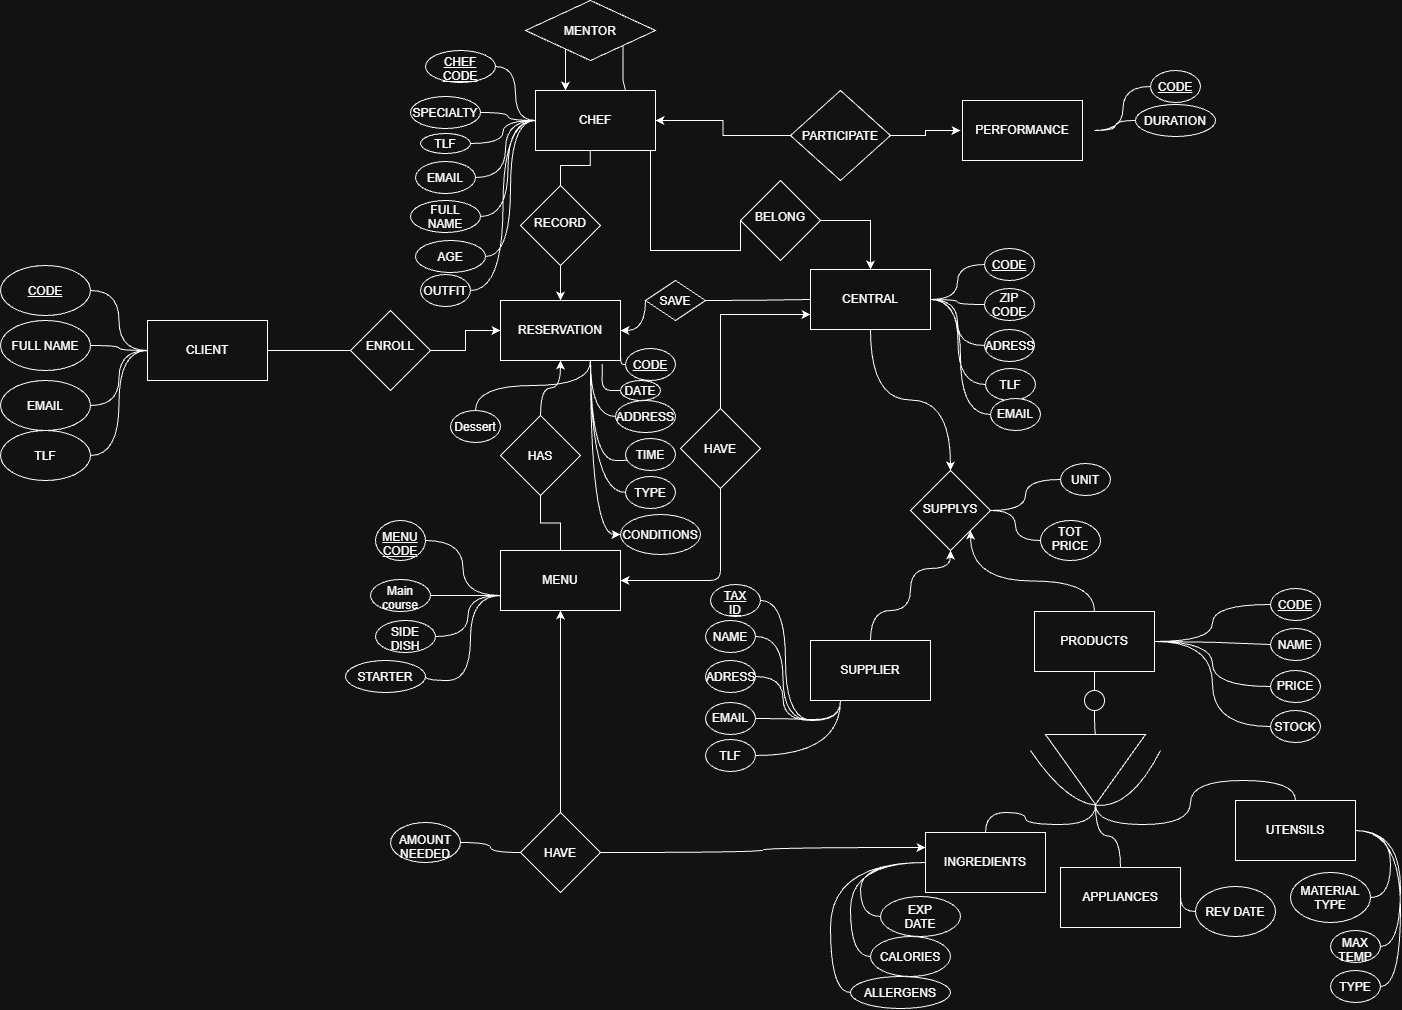 MENTOR
CHEF
CODE
SPECIALTY
TLF
EMAIL
FULL
NAME
AGE
OUTFIT
CHEF
PARTICIPATE
PERFORMANCE
CODE
DURATION
RECORD
BELONG
CODE
FULL NAME
EMAIL
TLF
CLIENT
ENROLL
RESERVATION
SAVE
CENTRAL
CODE
ZIP
CODE
ADRESS
TLF
EMAIL
CODE
DATE
ADDRESS
TIME
TYPE
CONDITIONS
Dessert
HAS
HAVE
SUPPLYS
UNIT
TOT
PRICE
MENU
CODE
Main
course
SIDE
DISH
STARTER
MENU
TAX
ID
NAME
ADRESS
EMAIL
TLF
SUPPLIER
PRODUCTS
CODE
NAME
PRICE
STOCK
AMOUNT
NEEDED
HAVE
INGREDIENTS
EXP
DATE
CALORIES
ALLERGENS
APPLIANCES
REV DATE
UTENSILS
MATERIAL
TYPE
MAX
TEMP
TYPE